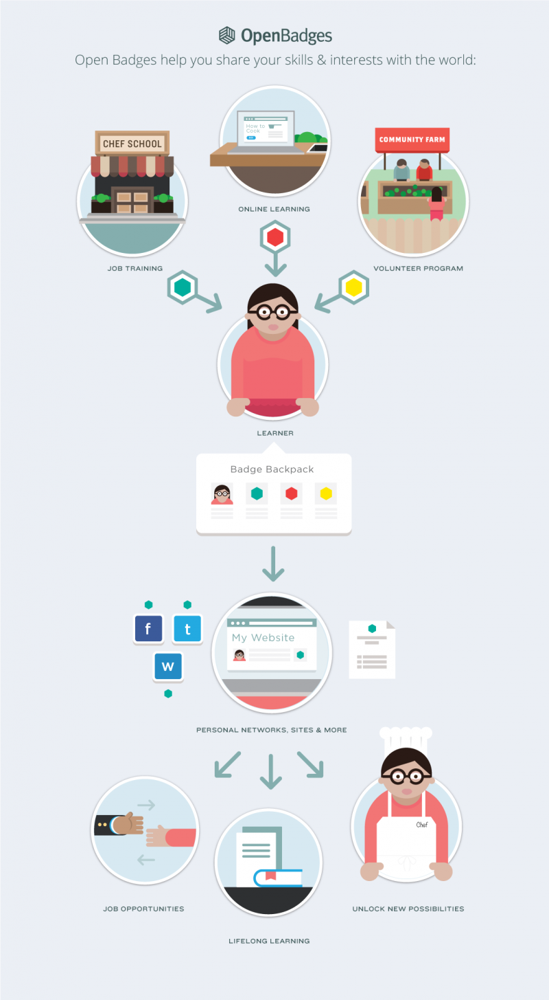 OpenBadges
Open Badges help you share your skills & interests with the world:
CHEF SCHOOL
How to
Cook
COMMUNITY FARM
ONLINE LEARNING
JOB TRAINING
VOLUNTEER PROGRAM
LEARNER
Badge Backpack
f
t
W
My Website
PERSONAL NETWORKS, SITES & MORE
Chef
JOB OPPORTUNITIES
UNLOCK NEW POSSIBILITIES
LIFELONG LEARNING